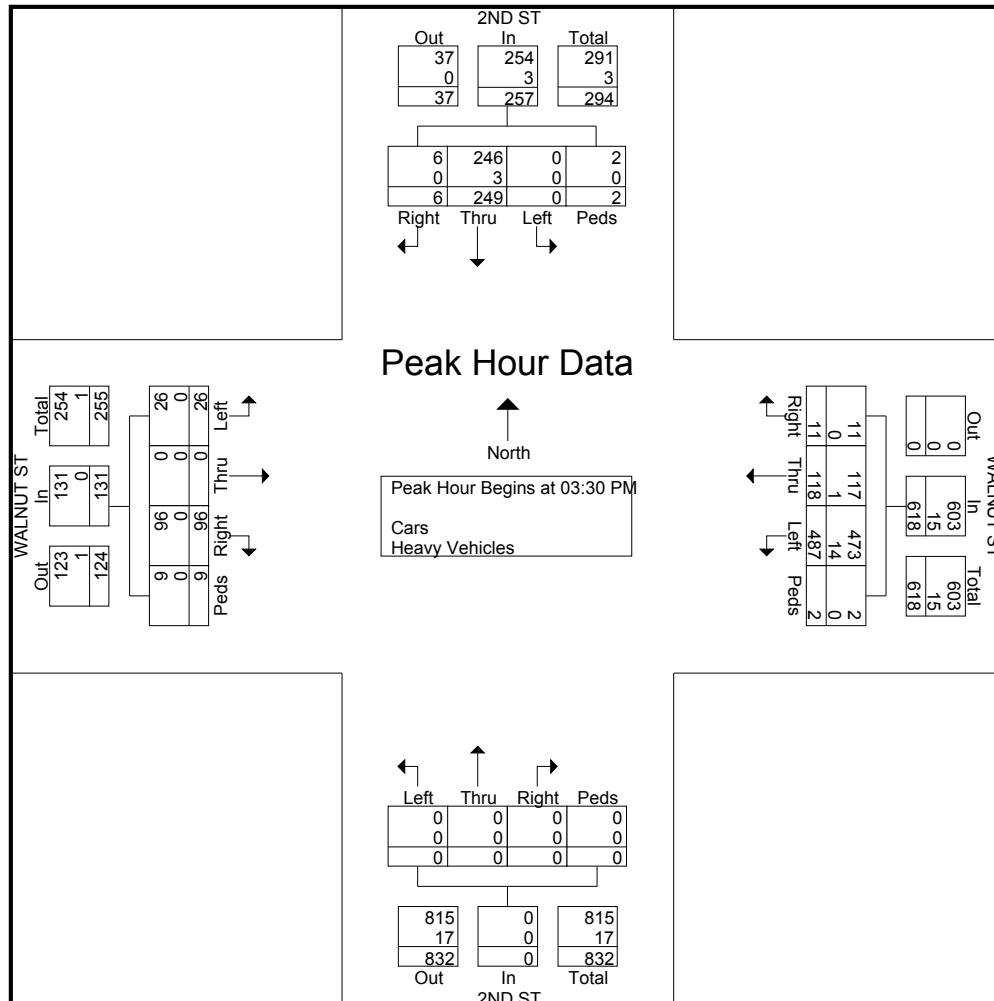 2ND ST
Out In Total
37 254 291
0 3 3
37 257 294
6 246 0 2
0 3 0 0
6 249 0 2
Right Thru Left Peds
Peak Hour Data
North
Peak Hour Begins at 03:30 PM
Cars
Heavy Vehicles
WALNUT ST
Total In Out
254 131 123
1 0 1
255 131 124
26 0 96 9
0 0 0 0
26 0 96 9
Left Thru Right Peds
WALNUT ST
Out In Total
0 603 603
0 15 15
0 618 618
11 117 473 2
0 1 14 0
11 118 487 2
Right Thru Left Peds
Left Thru Right Peds
0 0 0 0
0 0 0 0
0 0 0 0
815 0 815
17 0 17
832 0 832
Out In Total
2ND ST